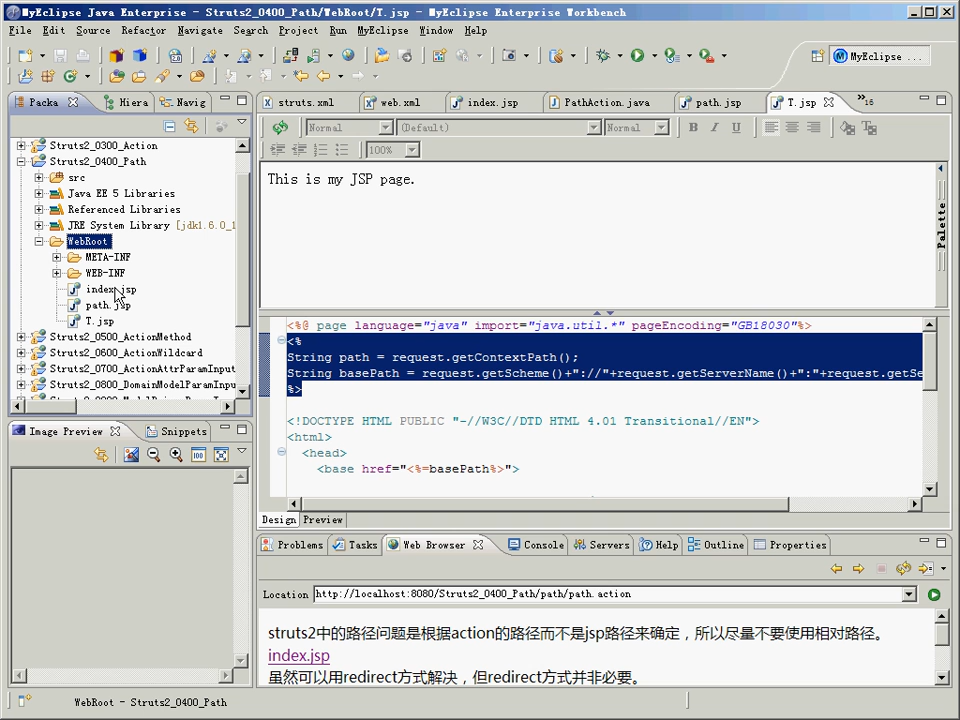 MyEclipse Java Enterprise - Struts2_0400_Path/WebRoot/T.jsp - MyEclipse Enterprise Workbench
File Edit Source Refactor Navigate Search Project Run MyEclipse Window Help
MyEclipse ...
Packa Hiera Navig
struts.xml web.xml index.jsp PathAction.java path.jsp T.jsp »16
Normal (Default) Normal B I U
100%
Struts2_0300_Action
Struts2_0400_Path
src
Java EE 5 Libraries
Referenced Libraries
JRE System Library [jdk1.6.0_1
WebRoot
META-INF
WEB-INF
index.jsp
path.jsp
T.jsp
Struts2_0500_ActionMethod
Struts2_0600_ActionWildcard
Struts2_0700_ActionAttrParamInput
Struts2_0800_DomainModelParamInpu
This is my JSP page.
Palette
<%@ page language="java" import="java.util.*" pageEncoding="GB18030"%>
<%
String path = request.getContextPath();
String basePath = request.getScheme()+"://"+request.getServerName()+":"+request.getSe
%>
<!DOCTYPE HTML PUBLIC "-//W3C//DTD HTML 4.01 Transitional//EN">
<html>
<head>
<base href="<%=basePath%>">
Design Preview
Image Preview Snippets
Problems Tasks Web Browser Console Servers Help Outline Properties
Location http://localhost:8080/Struts2_0400_Path/path/path.action
struts2中的路径问题是根据action的路径而不是jsp路径来确定，所以尽量不要使用相对路径。
index.jsp
虽然可以用redirect方式解决，但redirect方式并非必要。
WebRoot - Struts2_0400_Path